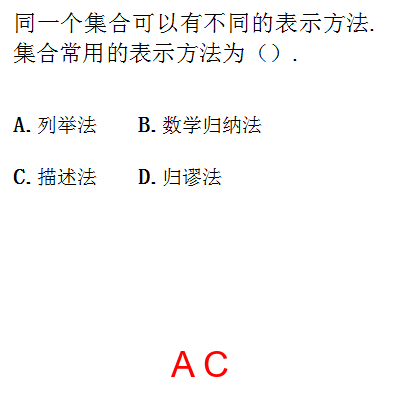 同一个集合可以有不同的表示方法.
集合常用的表示方法为（）.
A. 列举法 B. 数学归纳法
C. 描述法 D. 归谬法
A C